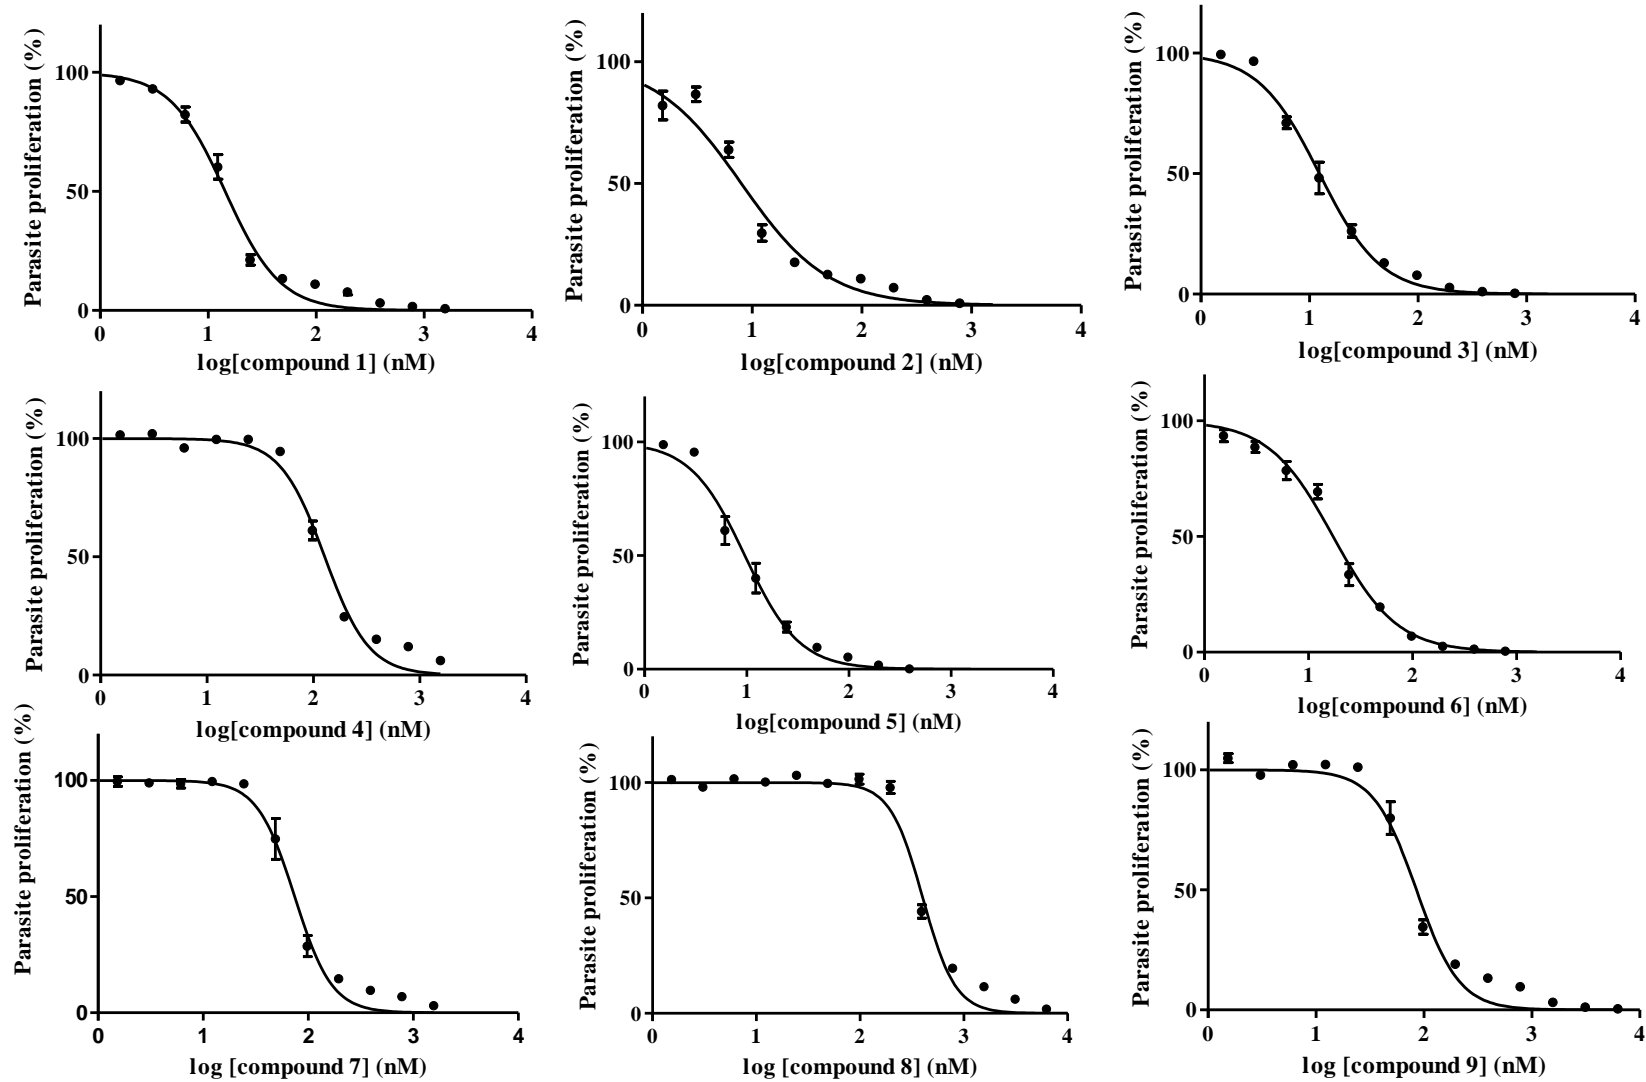 Parasite proliferation (%)
100
50
0
0 1 2 3 4
log[compound 1] (nM)
Parasite proliferation (%)
100
50
0
0 1 2 3 4
log[compound 2] (nM)
Parasite proliferation (%)
100
50
0
0 1 2 3 4
log[compound 3] (nM)
Parasite proliferation (%)
100
50
0
0 1 2 3 4
log[compound 4] (nM)
Parasite proliferation (%)
100
50
0
0 1 2 3 4
log[compound 5] (nM)
Parasite proliferation (%)
100
50
0
0 1 2 3 4
log[compound 6] (nM)
Parasite proliferation (%)
100
50
0
0 1 2 3 4
log [compound 7] (nM)
Parasite proliferation (%)
100
50
0
0 1 2 3 4
log [compound 8] (nM)
Parasite proliferation (%)
100
50
0
0 1 2 3 4
log [compound 9] (nM)